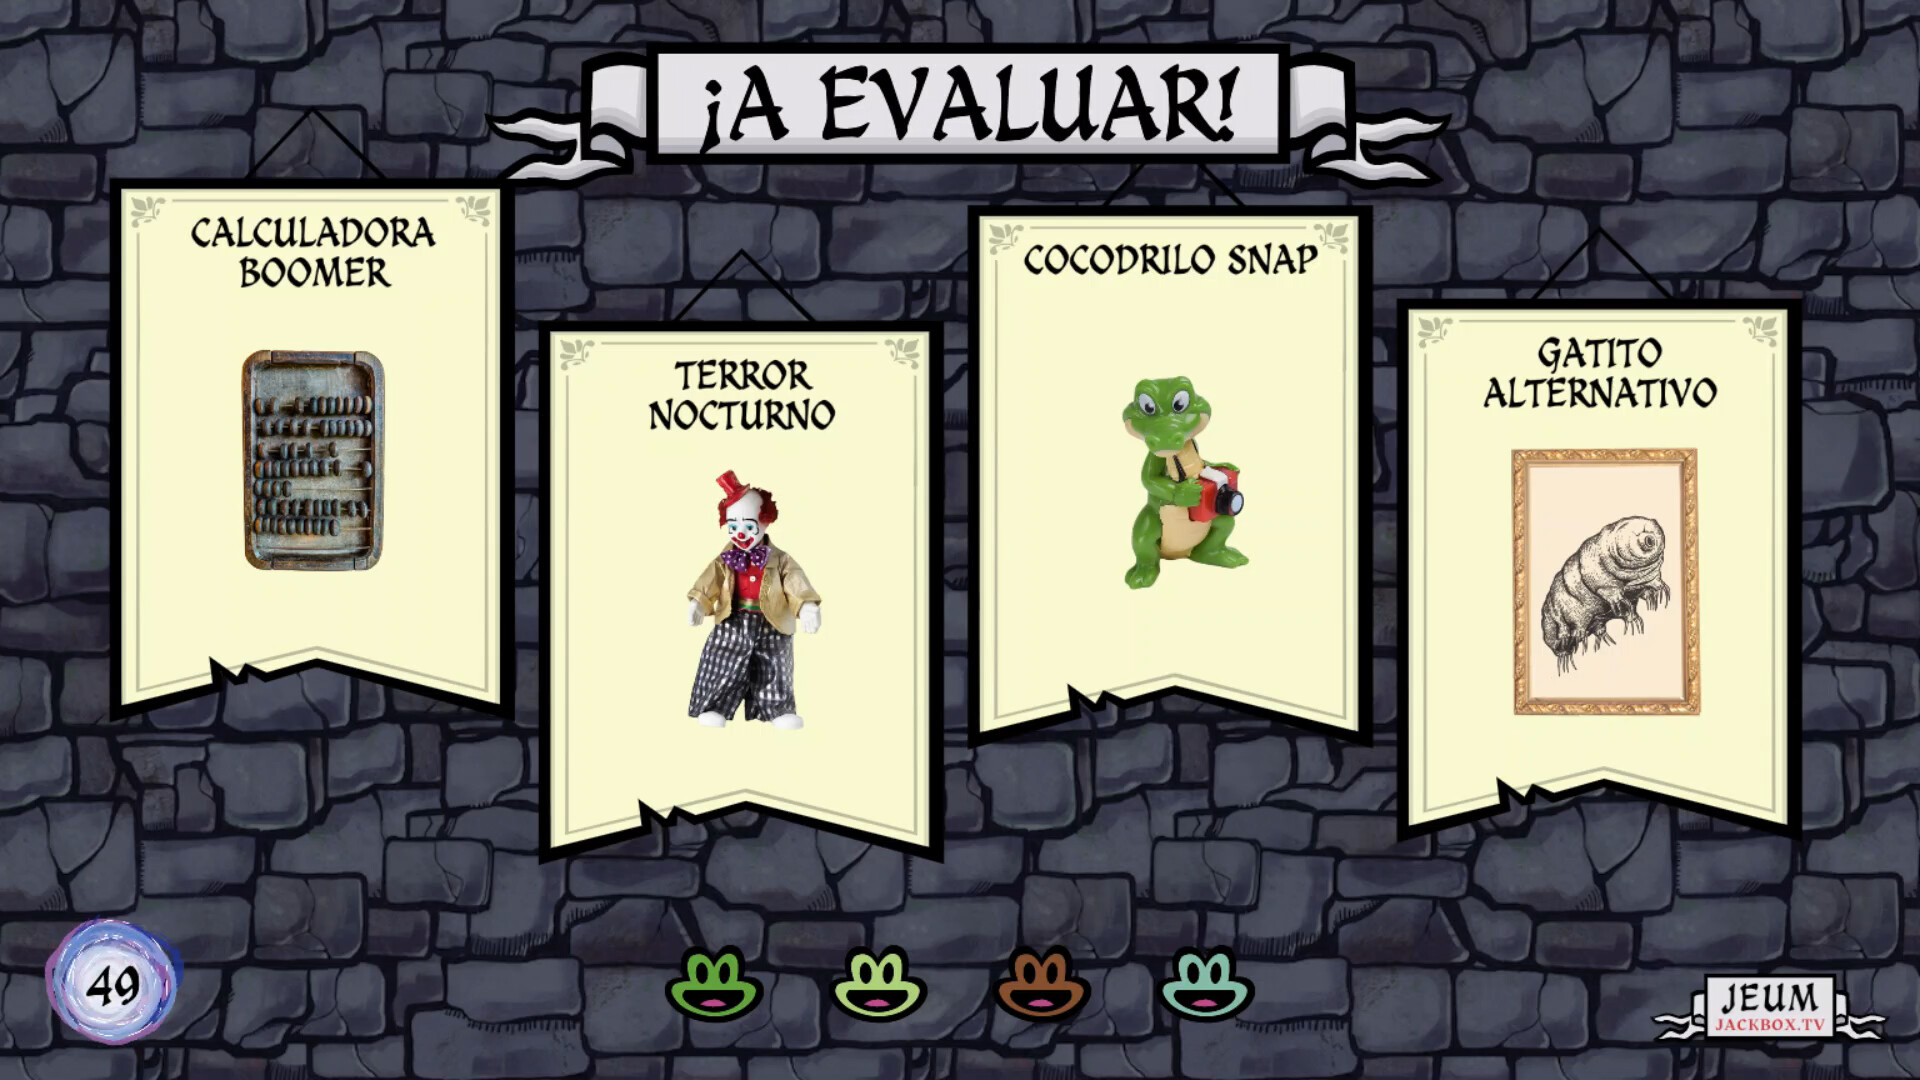 ¡A EVALUAR!
CALCULADORA
BOOMER
TERROR
NOCTURNO
COCODRILO SNAP
GATITO
ALTERNATIVO
49
JEUM
JACKBOX.TV